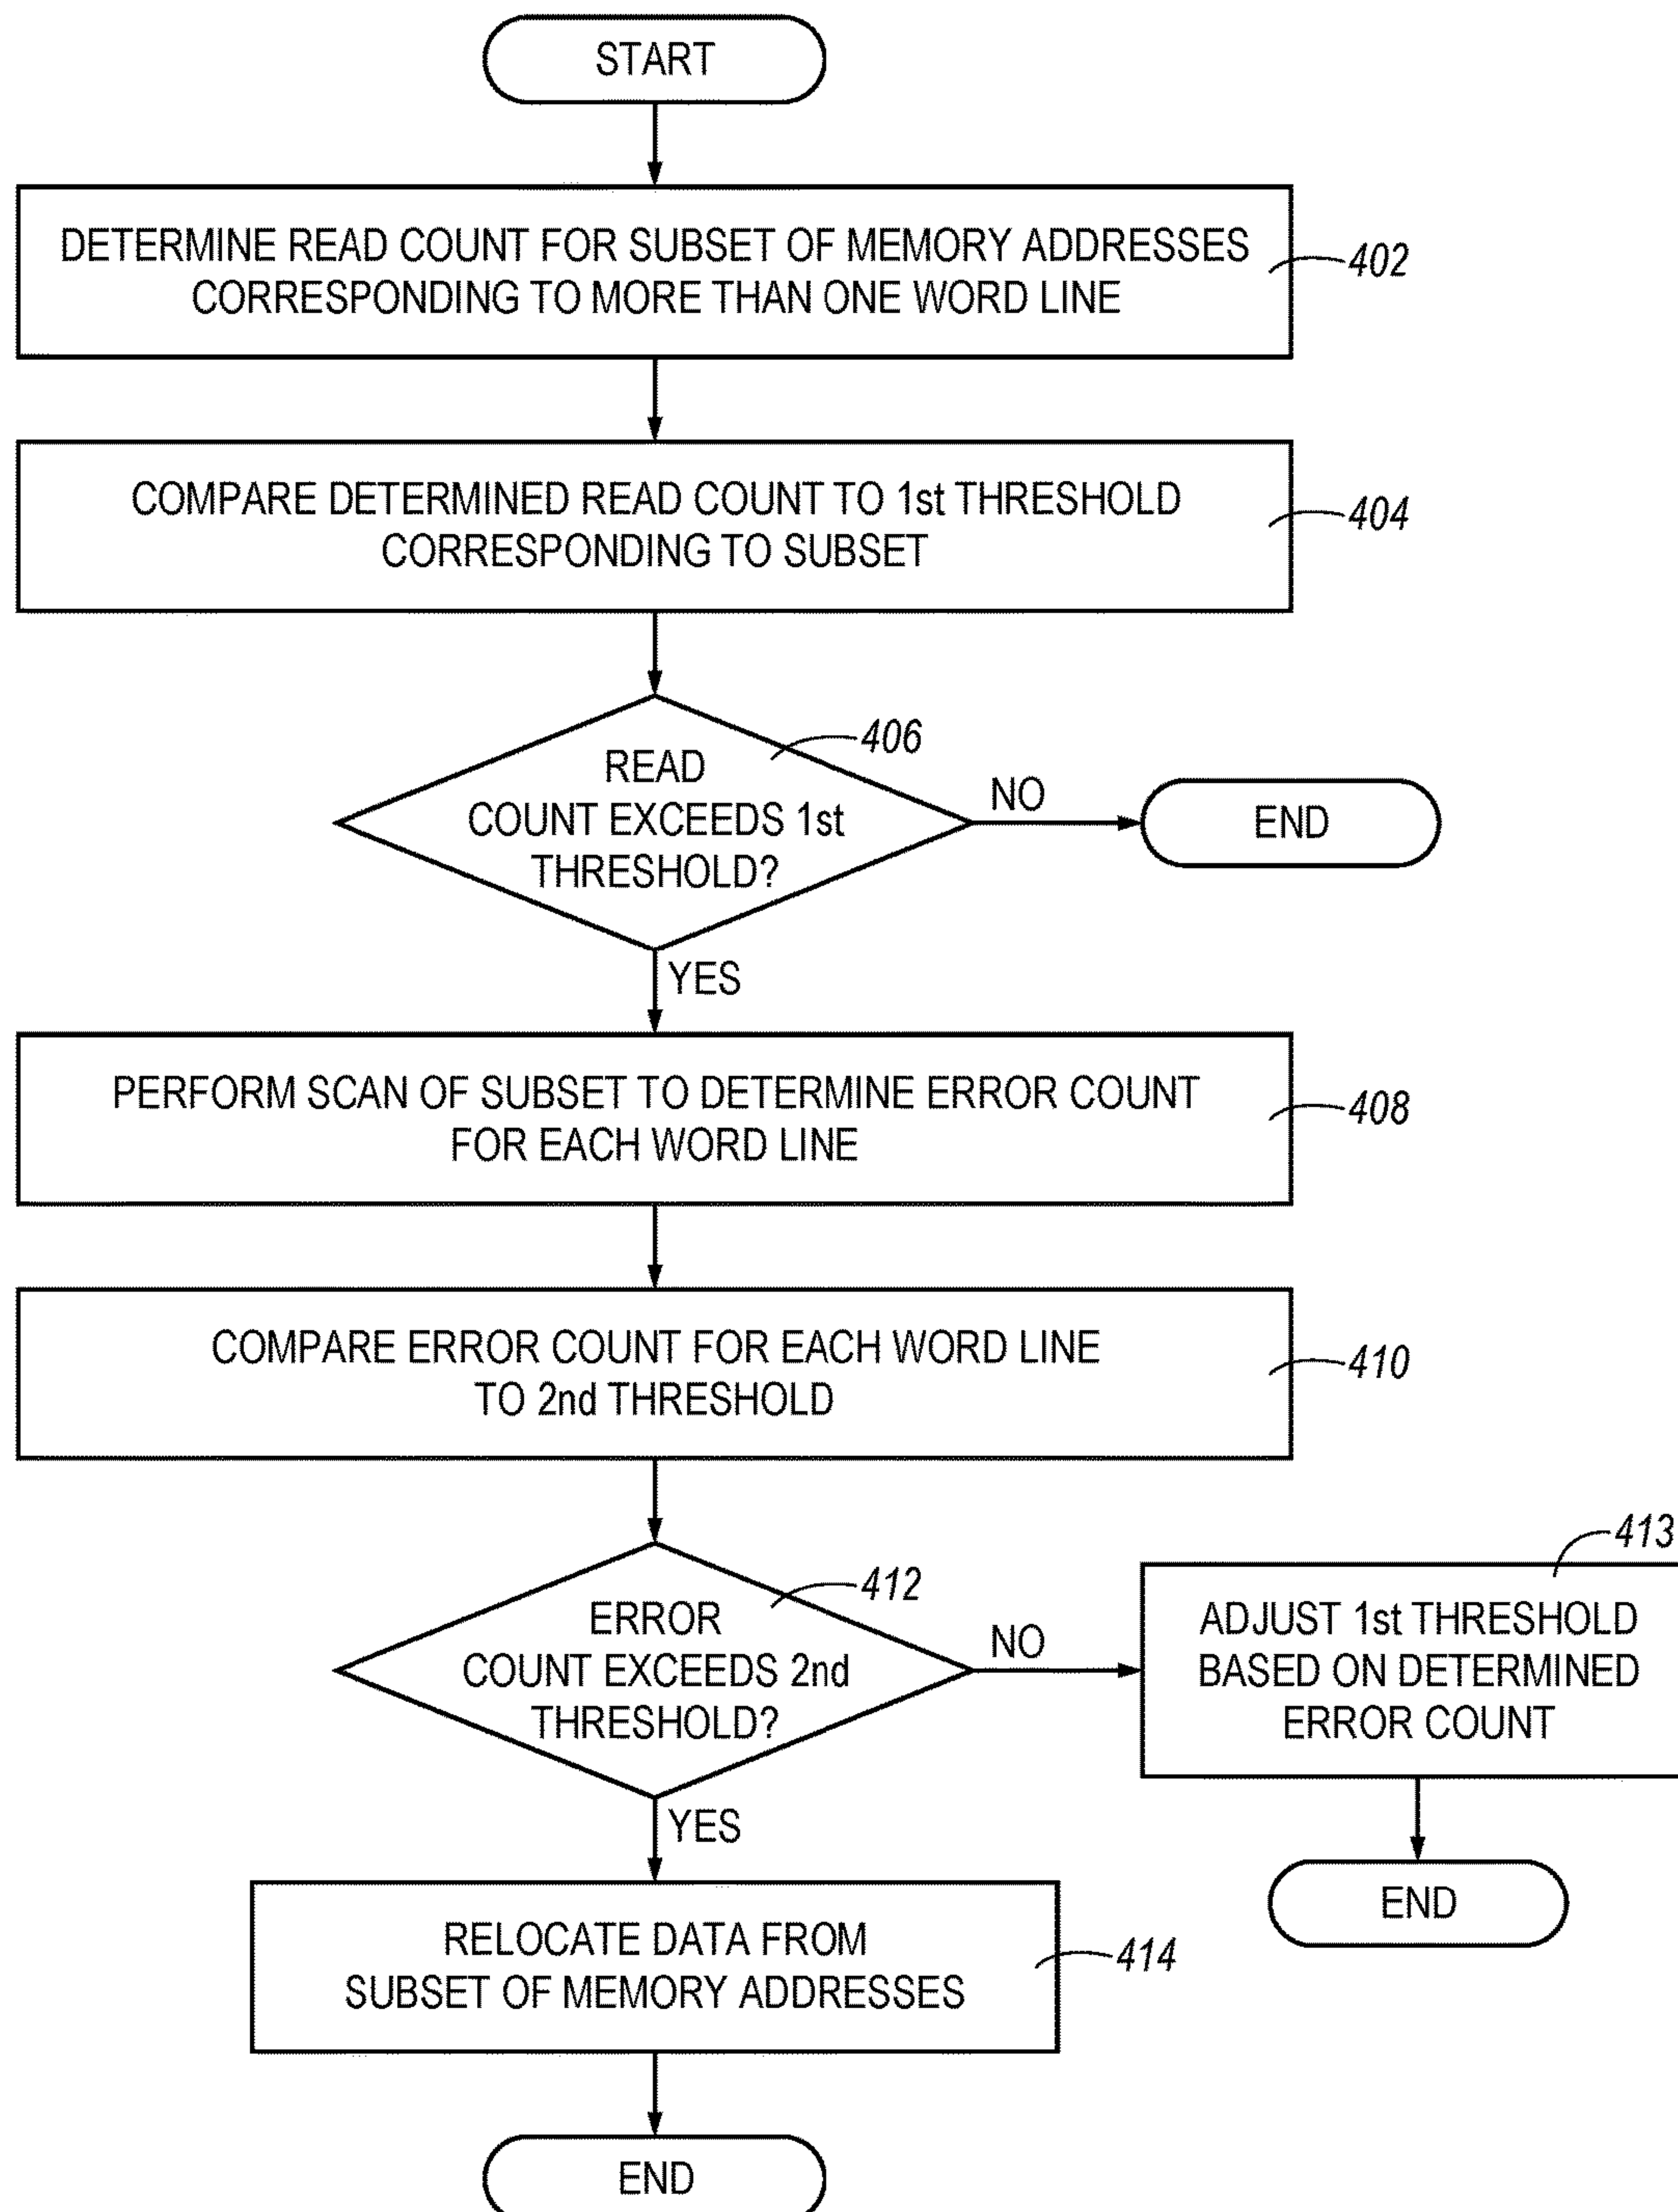 START
DETERMINE READ COUNT FOR SUBSET OF MEMORY ADDRESSES
CORRESPONDING TO MORE THAN ONE WORD LINE
402
COMPARE DETERMINED READ COUNT TO 1st THRESHOLD
CORRESPONDING TO SUBSET
404
406
READ
COUNT EXCEEDS 1st
THRESHOLD?
NO
END
YES
PERFORM SCAN OF SUBSET TO DETERMINE ERROR COUNT
FOR EACH WORD LINE
408
COMPARE ERROR COUNT FOR EACH WORD LINE
TO 2nd THRESHOLD
410
412
ERROR
COUNT EXCEEDS 2nd
THRESHOLD?
NO
413
ADJUST 1st THRESHOLD
BASED ON DETERMINED
ERROR COUNT
END
YES
RELOCATE DATA FROM
SUBSET OF MEMORY ADDRESSES
414
END